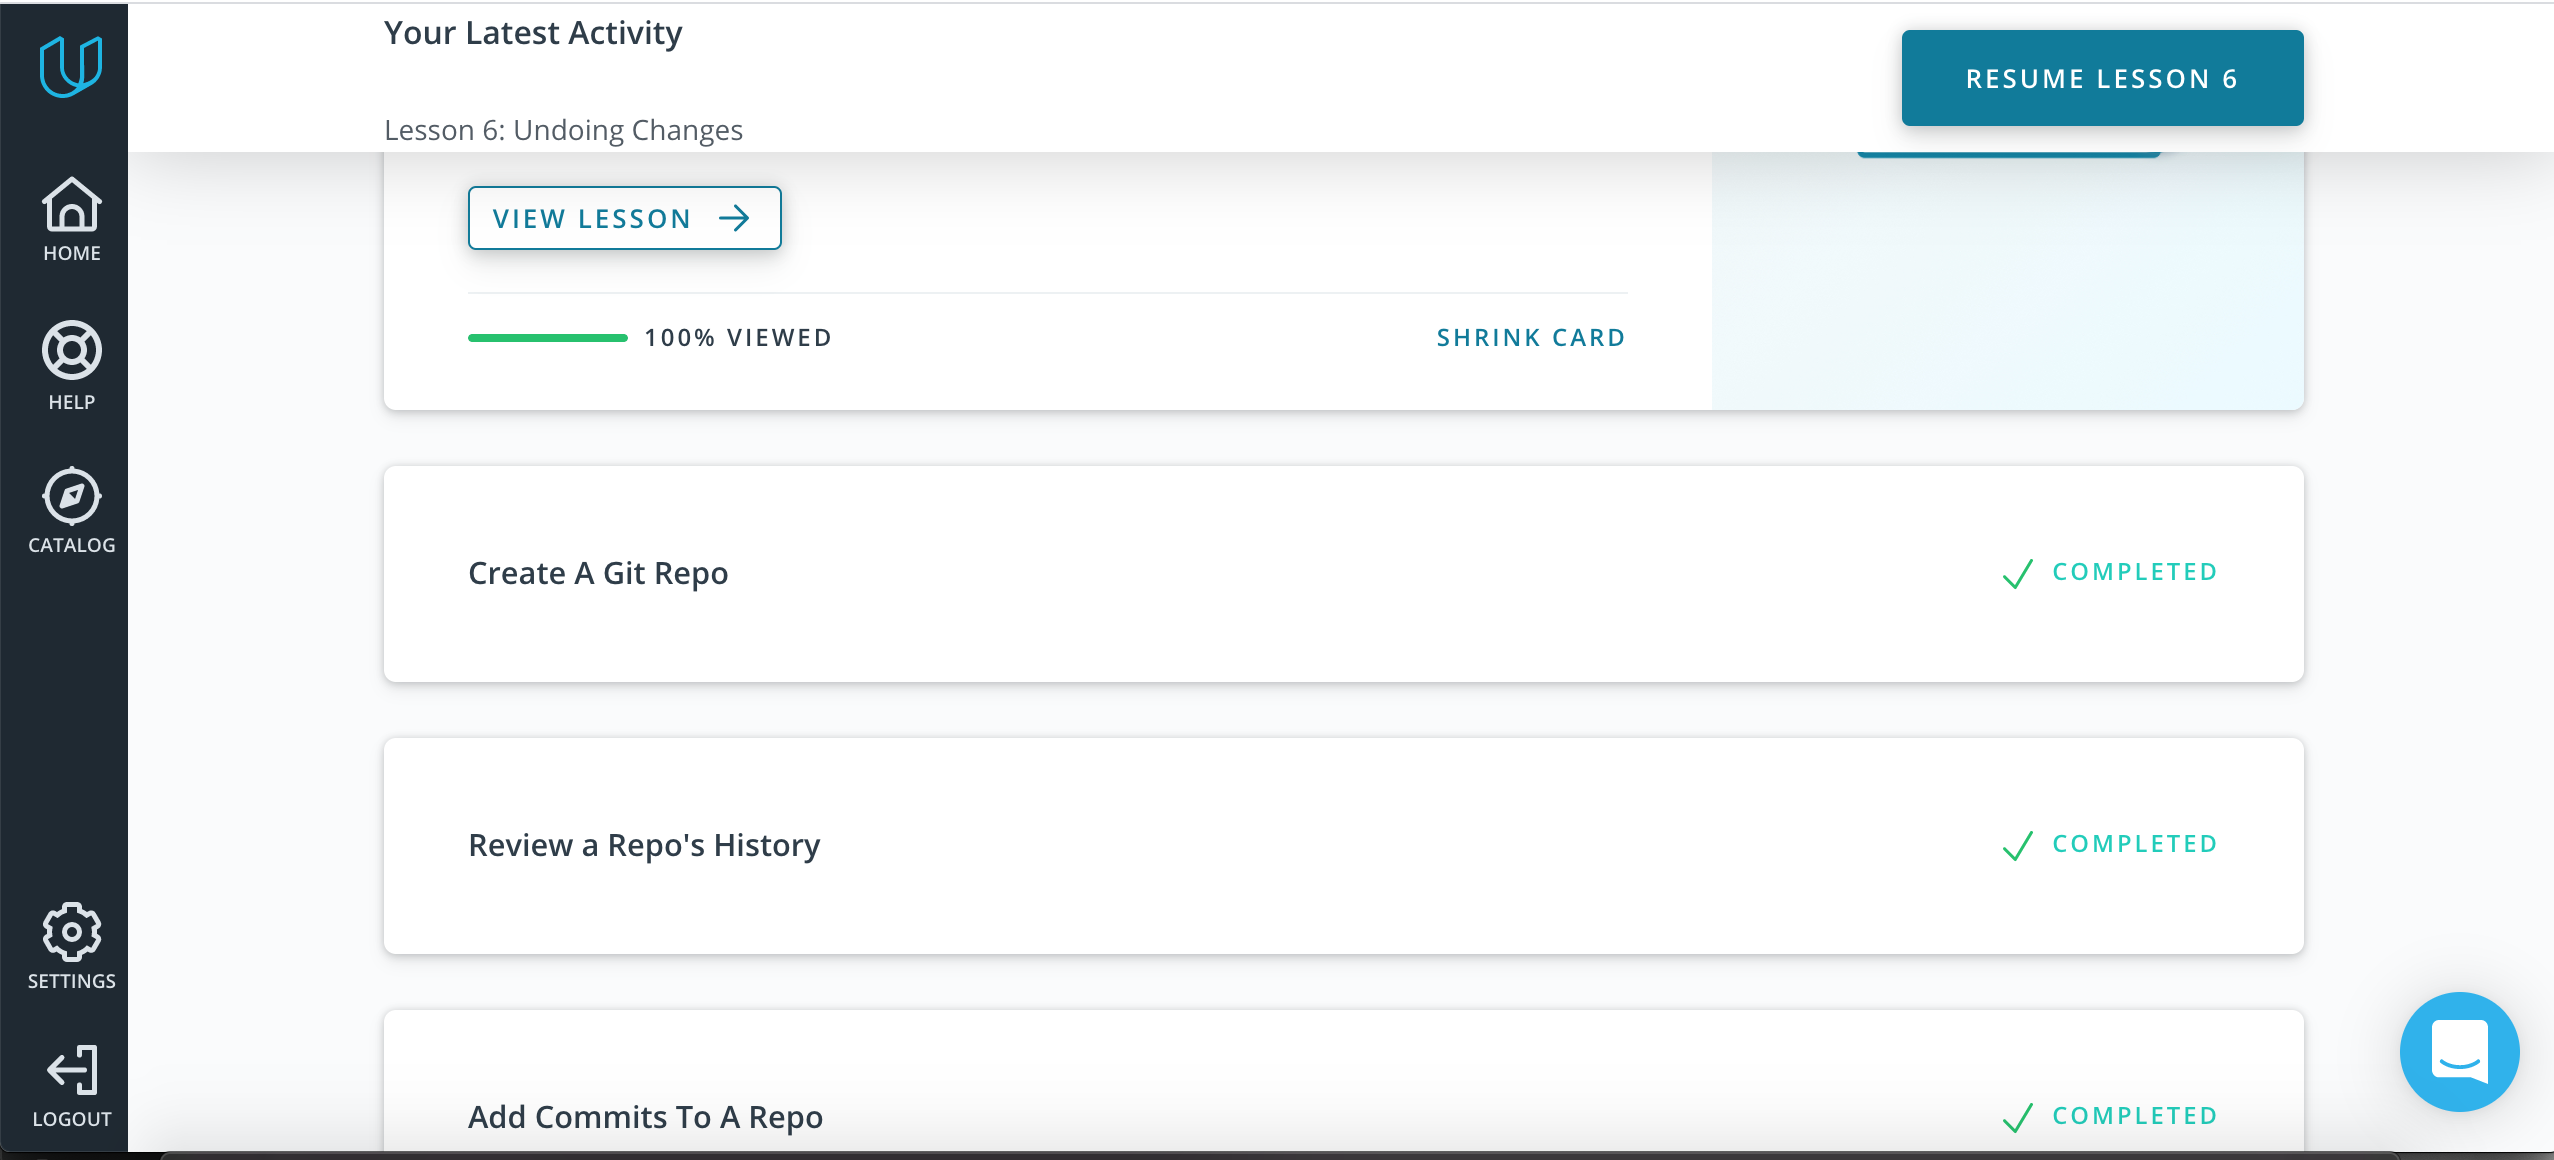 Your Latest Activity
RESUME LESSON 6
Lesson 6: Undoing Changes
HOME
VIEW LESSON
100% VIEWED
SHRINK CARD
HELP
CATALOG
Create A Git Repo
COMPLETED
Review a Repo's History
COMPLETED
SETTINGS
LOGOUT
Add Commits To A Repo
COMPLETED